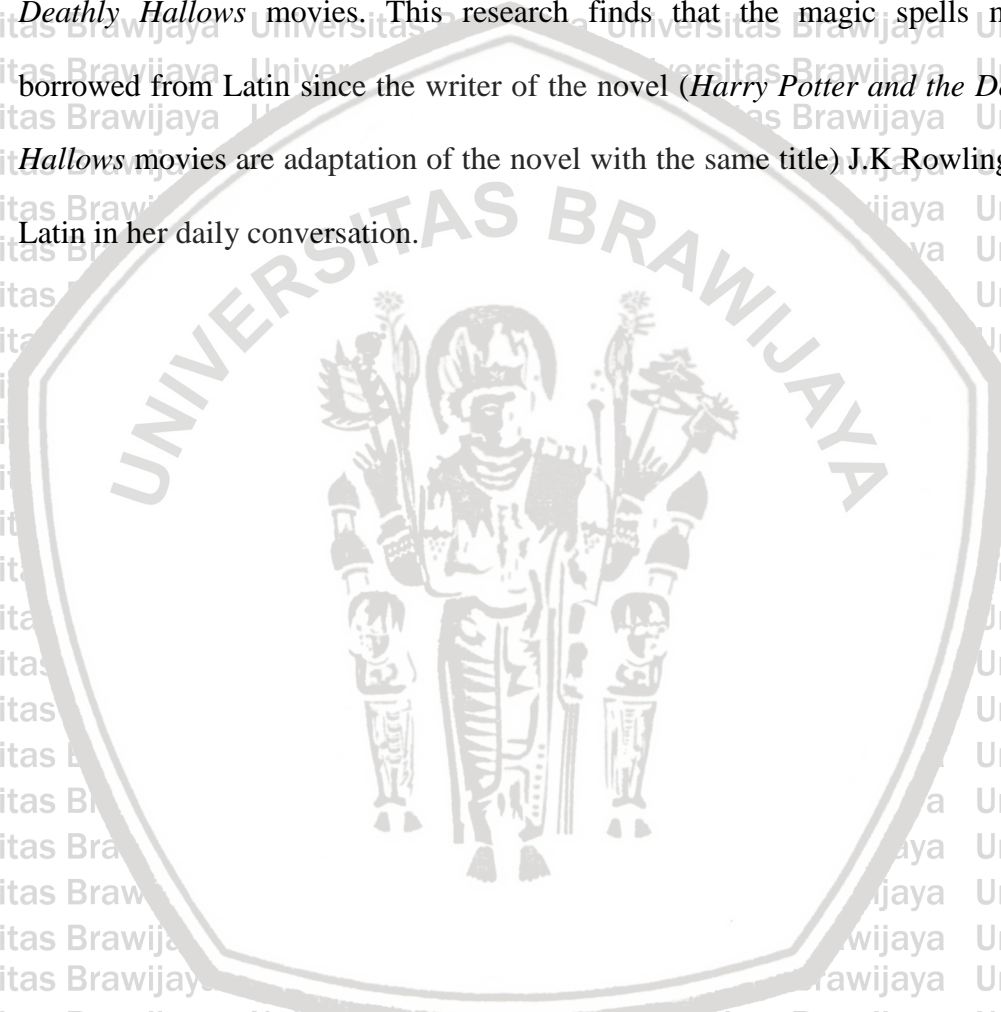 Deathly Hallows movies. This research finds that the magic spells
borrowed from Latin since the writer of the novel (Harry Potter and the
Hallows movies are adaptation of the novel with the same title) J.K Rowling
Latin in her daily conversation.
UNIVERSITAS BRAWIJAYA